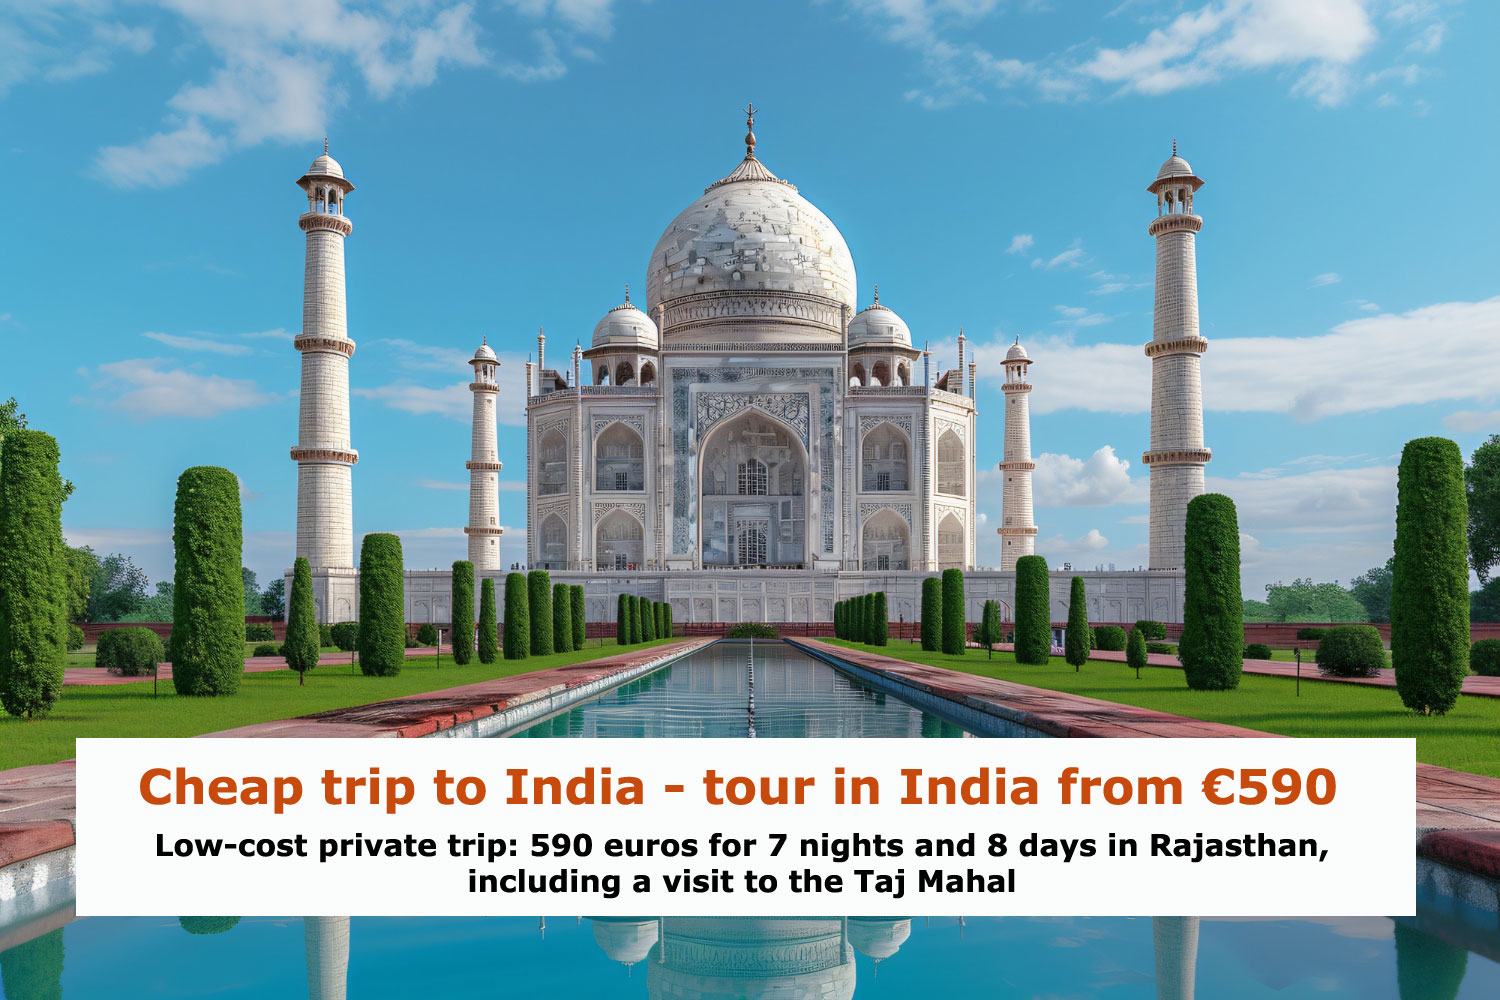 Cheap trip to India - tour in India from €590
Low-cost private trip: 590 euros for 7 nights and 8 days in Rajasthan,
including a visit to the Taj Mahal